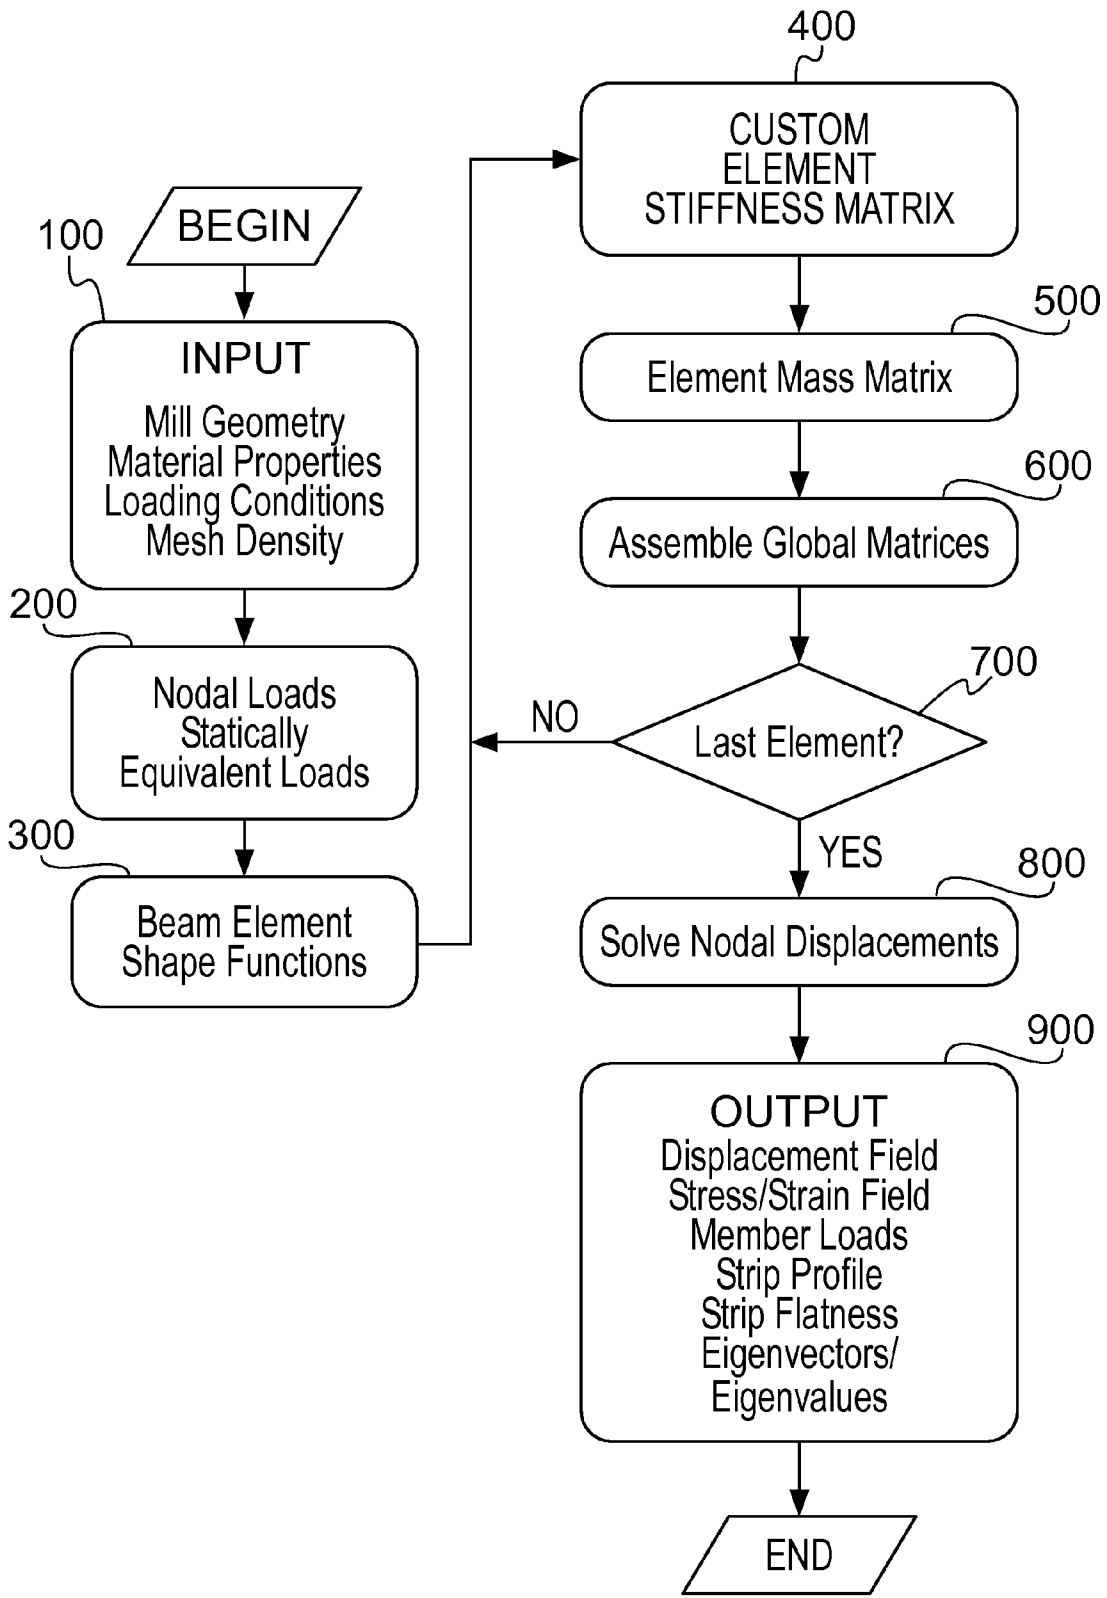 BEGIN
100
INPUT
Mill Geometry
Material Properties
Loading Conditions
Mesh Density
200
Nodal Loads
Statically
Equivalent Loads
300
Beam Element
Shape Functions
400
CUSTOM
ELEMENT
STIFFNESS MATRIX
500
Element Mass Matrix
600
Assemble Global Matrices
700
Last Element?
NO
YES
800
Solve Nodal Displacements
900
OUTPUT
Displacement Field
Stress/Strain Field
Member Loads
Strip Profile
Strip Flatness
Eigenvectors/
Eigenvalues
END